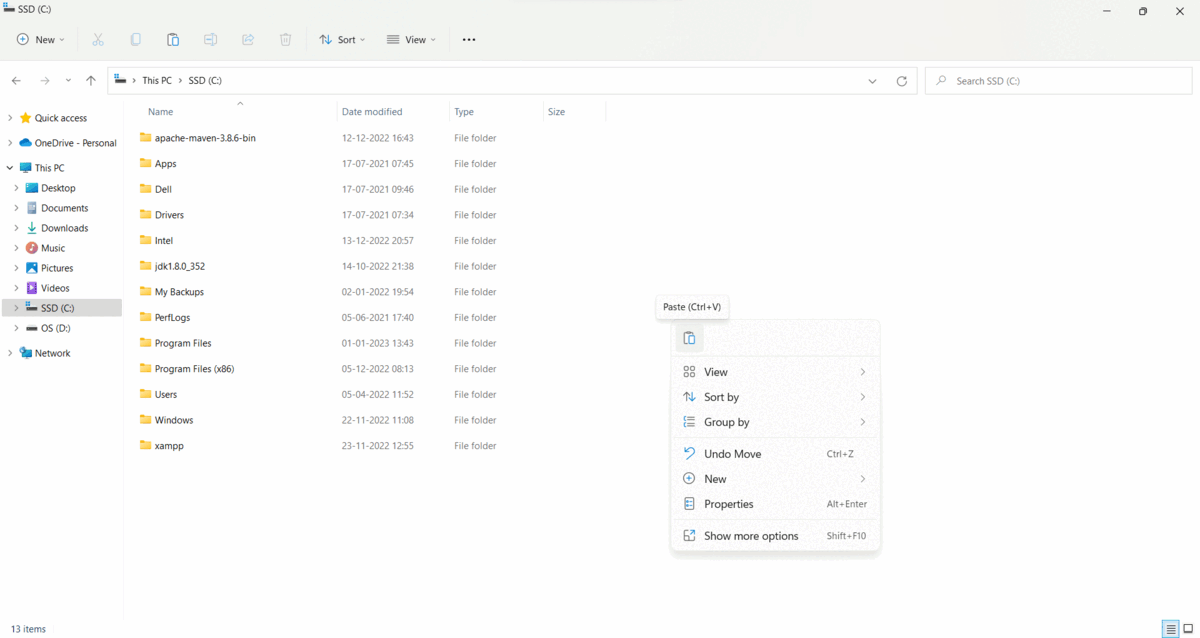 SSD (C:)
New
Sort
View
This PC
SSD (C:)
Search SSD (C:)
Quick access
OneDrive - Personal
This PC
Desktop
Documents
Downloads
Music
Pictures
Videos
SSD (C:)
OS (D:)
Network
Name Date modified Type Size
apache-maven-3.8.6-bin 12-12-2022 16:43 File folder
Apps 17-07-2021 07:45 File folder
Dell 17-07-2021 09:46 File folder
Drivers 17-07-2021 07:34 File folder
Intel 13-12-2022 20:57 File folder
jdk1.8.0_352 14-10-2022 21:38 File folder
My Backups 02-01-2022 19:54 File folder
PerfLogs 05-06-2021 17:40 File folder
Program Files 01-01-2023 13:43 File folder
Program Files (x86) 05-12-2022 08:13 File folder
Users 05-04-2022 11:52 File folder
Windows 22-11-2022 11:08 File folder
xampp 23-11-2022 12:55 File folder
Paste (Ctrl+V)
View
Sort by
Group by
Undo Move Ctrl+Z
New
Properties Alt+Enter
Show more options Shift+F10
13 items